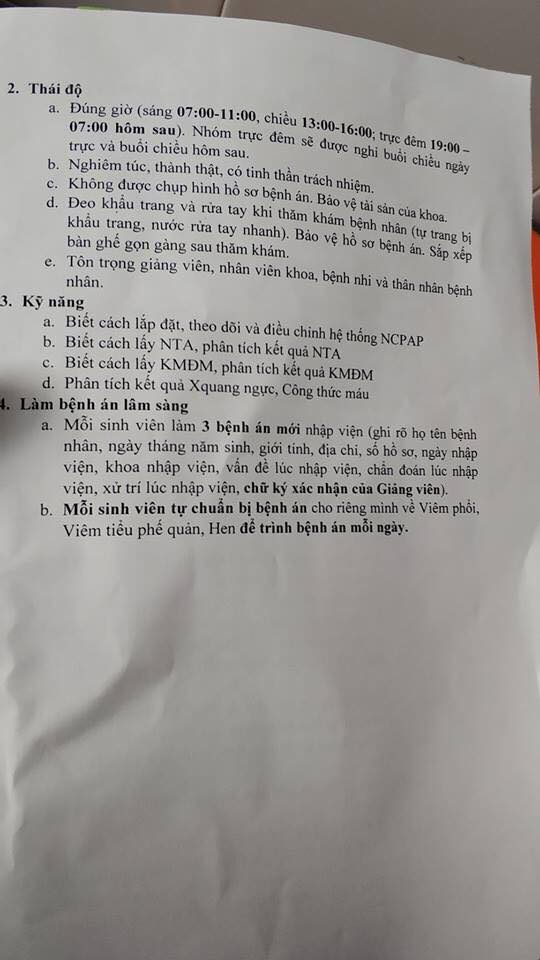 2. Thái độ
a. Đúng giờ (sáng 07:00-11:00, chiều 13:00-16:00; trực đêm 19:00 –
07:00 hôm sau). Nhóm trực đêm sẽ được nghỉ buổi chiều ngày
trực và buổi chiều hôm sau.
b. Nghiêm túc, thành thật, có tinh thần trách nhiệm.
c. Không được chụp hình hồ sơ bệnh án. Bảo vệ tài sản của khoa.
d. Đeo khẩu trang và rửa tay khi thăm khám bệnh nhân (tự trang bị
khẩu trang, nước rửa tay nhanh). Bảo vệ hồ sơ bệnh án. Sắp xếp
bàn ghế gọn gàng sau thăm khám.
e. Tôn trọng giảng viên, nhân viên khoa, bệnh nhi và thân nhân bệnh
nhân.
3. Kỹ năng
a. Biết cách lắp đặt, theo dõi và điều chỉnh hệ thống NCPAP
b. Biết cách lấy NTA, phân tích kết quả NTA
c. Biết cách lấy KMĐM, phân tích kết quả KMĐM
d. Phân tích kết quả Xquang ngực, Công thức máu
4. Làm bệnh án lâm sàng
a. Mỗi sinh viên làm 3 bệnh án mới nhập viện (ghi rõ họ tên bệnh
nhân, ngày tháng năm sinh, giới tính, địa chỉ, số hồ sơ, ngày nhập
viện, khoa nhập viện, vấn đề lúc nhập viện, chẩn đoán lúc nhập
viện, xử trí lúc nhập viện, chữ ký xác nhận của Giảng viên).
b. Mỗi sinh viên tự chuẩn bị bệnh án cho riêng mình về Viêm phổi,
Viêm tiểu phế quản, Hen để trình bệnh án mỗi ngày.